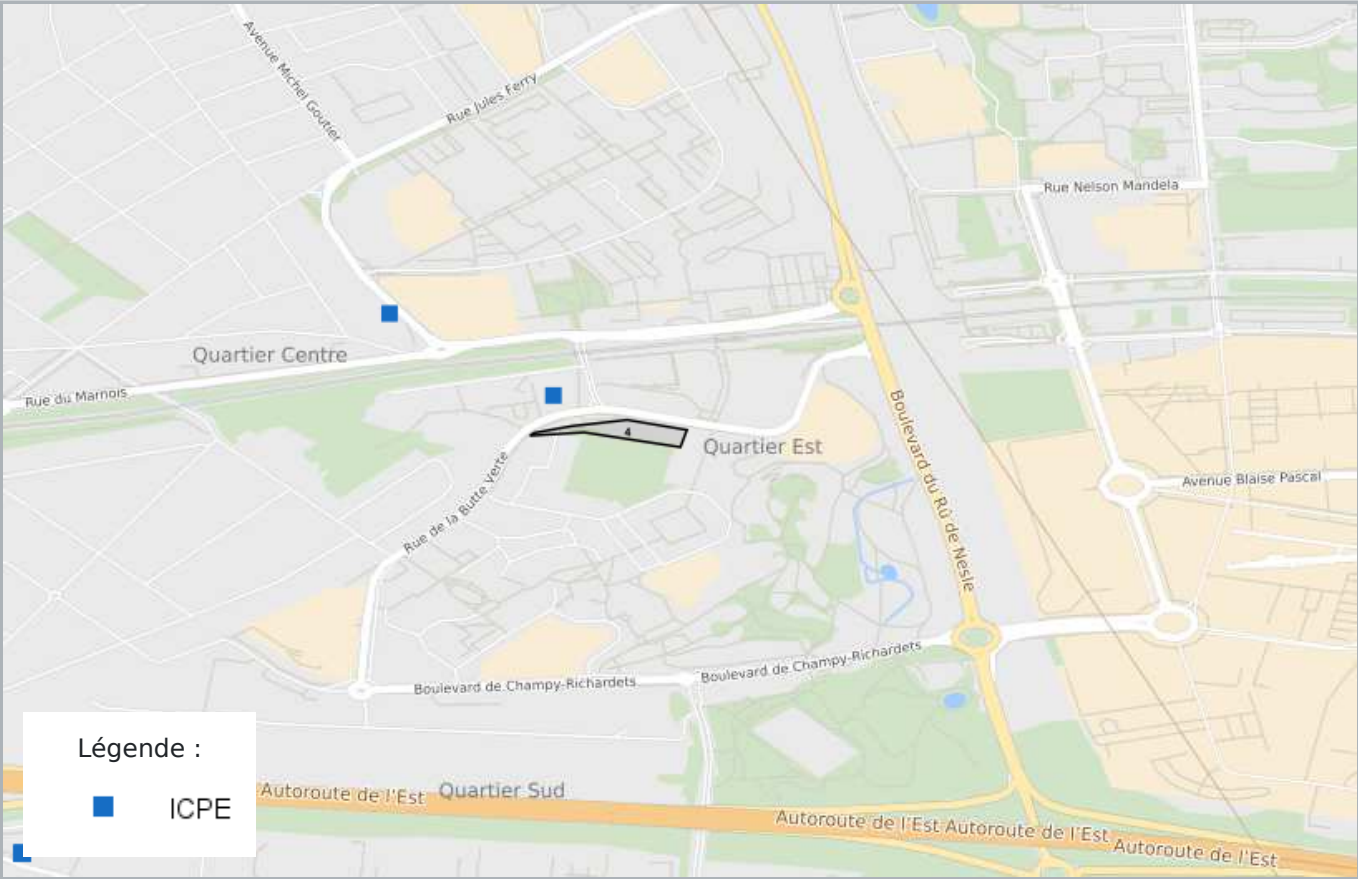 Avenue Michel Goutier
Rue Jules Ferry
Rue Nelson Mandela
Quartier Centre
Rue du Marnois
4
Quartier Est
Rue de la Butte verte
Boulevard du Rû de Nesle
Avenue Blaise Pascal
Boulevard de Champy-Richardets
Boulevard de Champy-Richardets
Légende :
ICPE
Autoroute de l'Est
Quartier Sud
Autoroute de l'Est
Autoroute de l'Est
Autoroute de l'Est